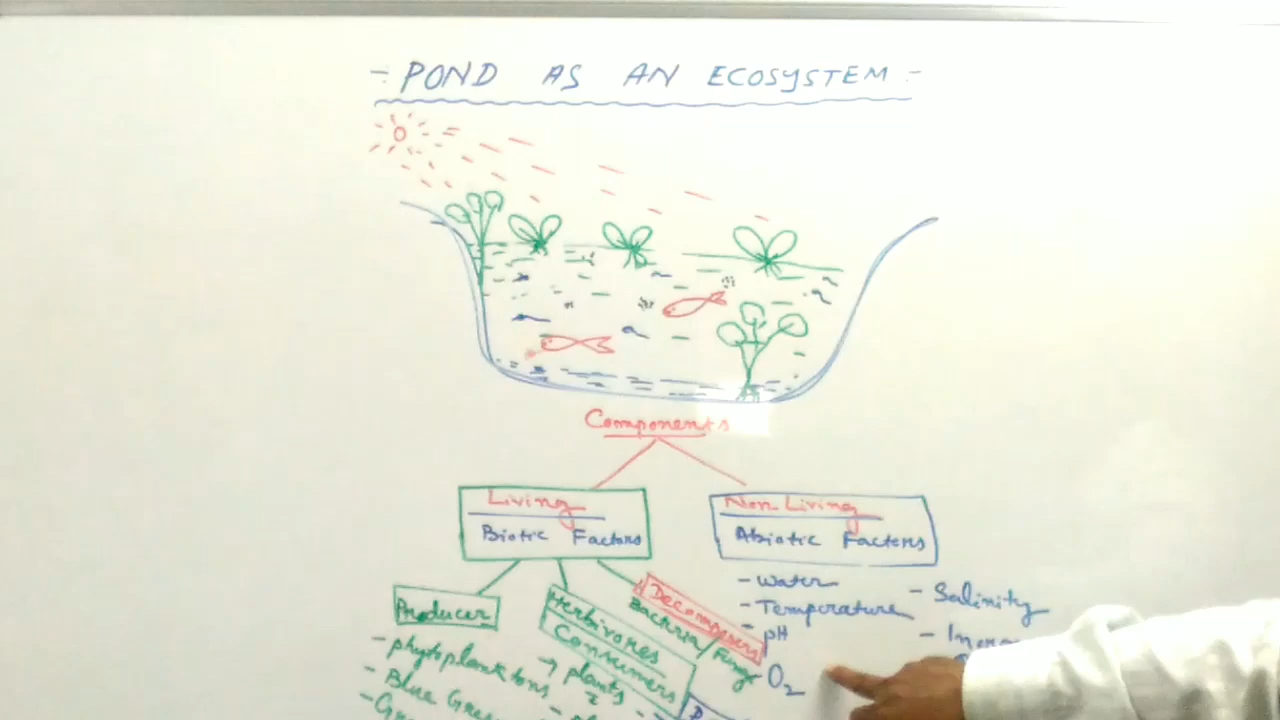 - POND AS AN ECOSYSTEM -
Components
Living
Biotic Factors
Non Living
Abiotic Factors
Producer
- phytoplanktons
- Blue
Herbivores
Consumers
→ plants
Decomposers
Bacteria
Fungi
- Water
- Temperature
- pH
O2
- Salinity